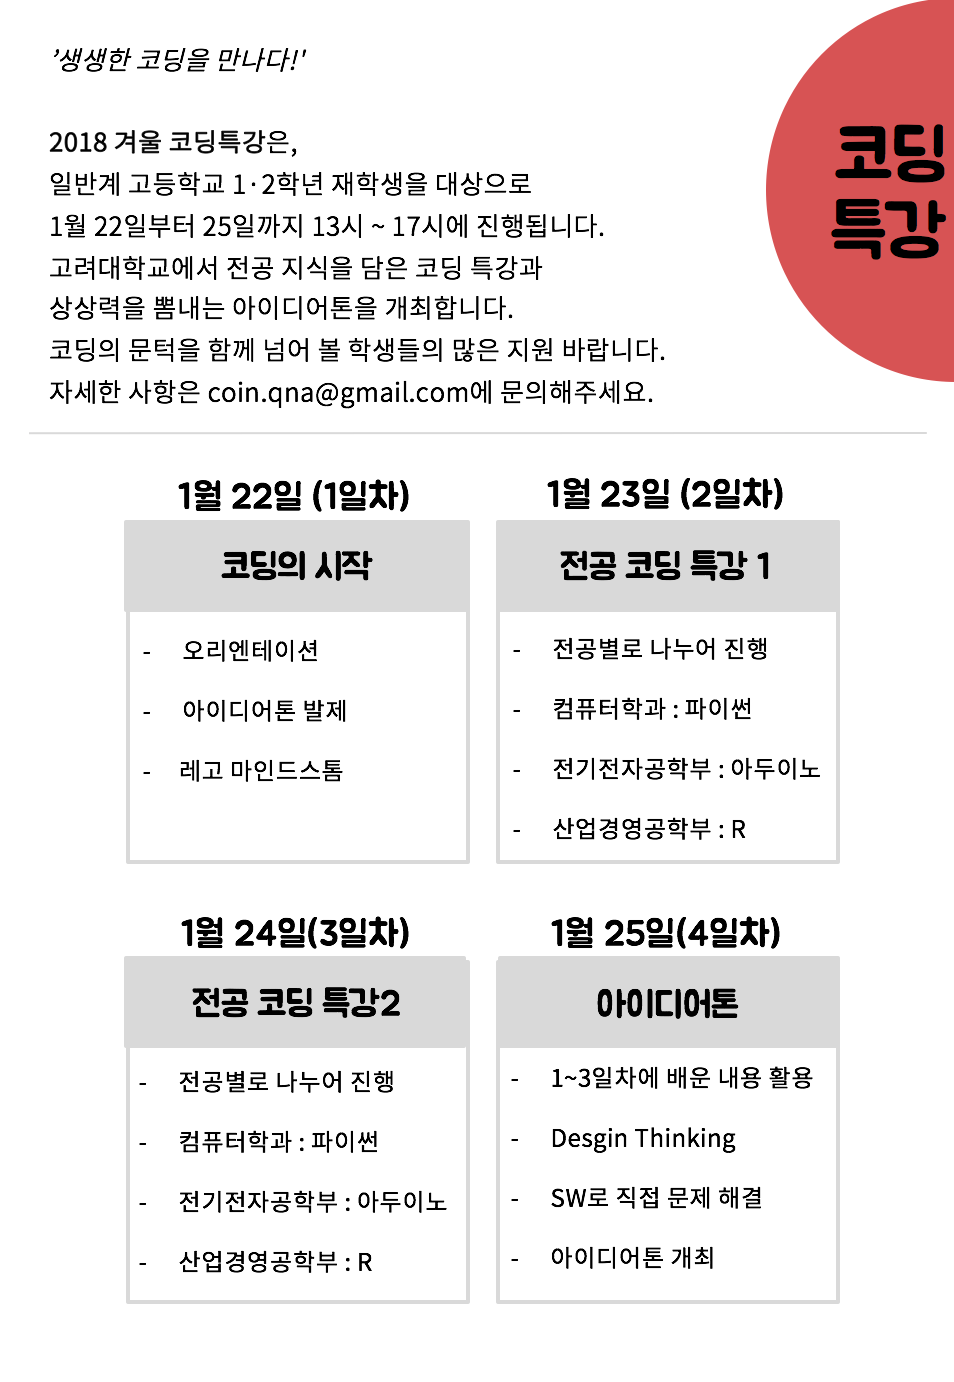 '생생한 코딩을 만나다!'
코딩
특강
2018 겨울 코딩특강은,
일반계 고등학교 1·2학년 재학생을 대상으로
1월 22일부터 25일까지 13시 ~ 17시에 진행됩니다.
고려대학교에서 전공 지식을 담은 코딩 특강과
상상력을 뽐내는 아이디어톤을 개최합니다.
코딩의 문턱을 함께 넘어 볼 학생들의 많은 지원 바랍니다.
자세한 사항은 coin.qna@gmail.com에 문의해주세요.
1월 22일 (1일차)
코딩의 시작
- 오리엔테이션
- 아이디어톤 발제
- 레고 마인드스톰
1월 23일 (2일차)
전공 코딩 특강 1
- 전공별로 나누어 진행
- 컴퓨터학과 : 파이썬
- 전기전자공학부 : 아두이노
- 산업경영공학부 : R
1월 24일(3일차)
전공 코딩 특강2
- 전공별로 나누어 진행
- 컴퓨터학과 : 파이썬
- 전기전자공학부 : 아두이노
- 산업경영공학부 : R
1월 25일(4일차)
아이디어톤
- 1~3일차에 배운 내용 활용
- Desgin Thinking
- SW로 직접 문제 해결
- 아이디어톤 개최